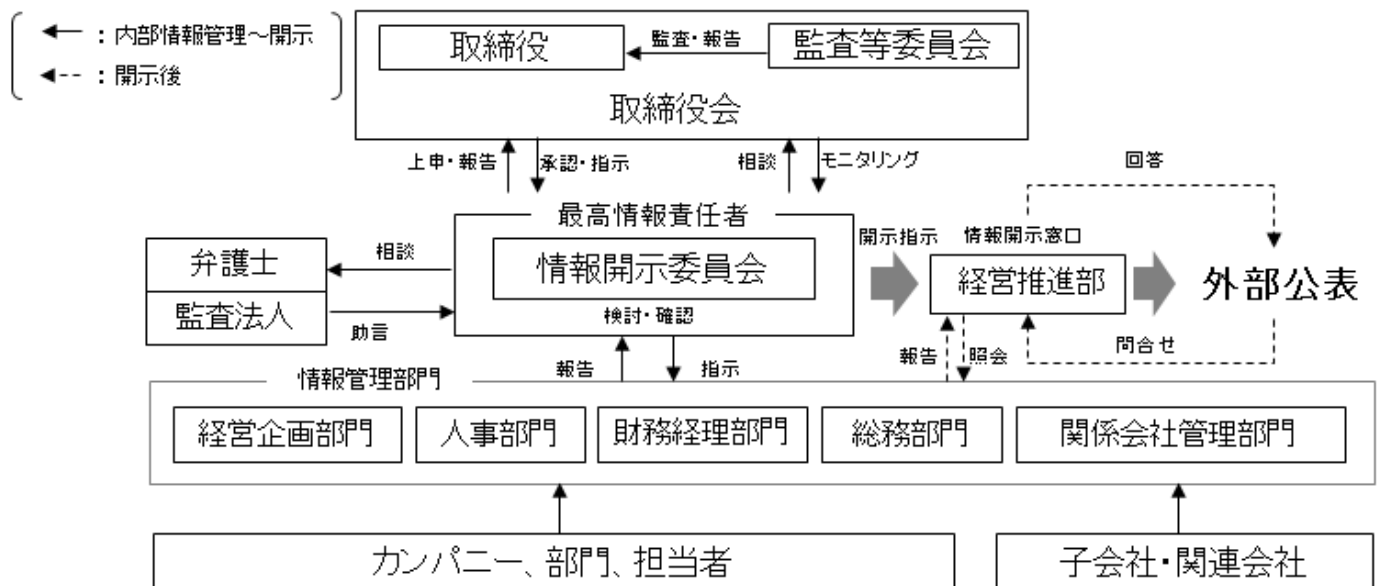 ：内部情報管理～開示
：開示後
取締役
監査・報告
監査等委員会
取締役会
上申・報告
承認・指示
相談
モニタリング
回答
最高情報責任者
弁護士
監査法人
相談
助言
情報開示委員会
検討・確認
開示指示
情報開示窓口
経営推進部
外部公表
報告
照会
問合せ
報告
指示
情報管理部門
経営企画部門
人事部門
財務経理部門
総務部門
関係会社管理部門
カンパニー、部門、担当者
子会社・関連会社